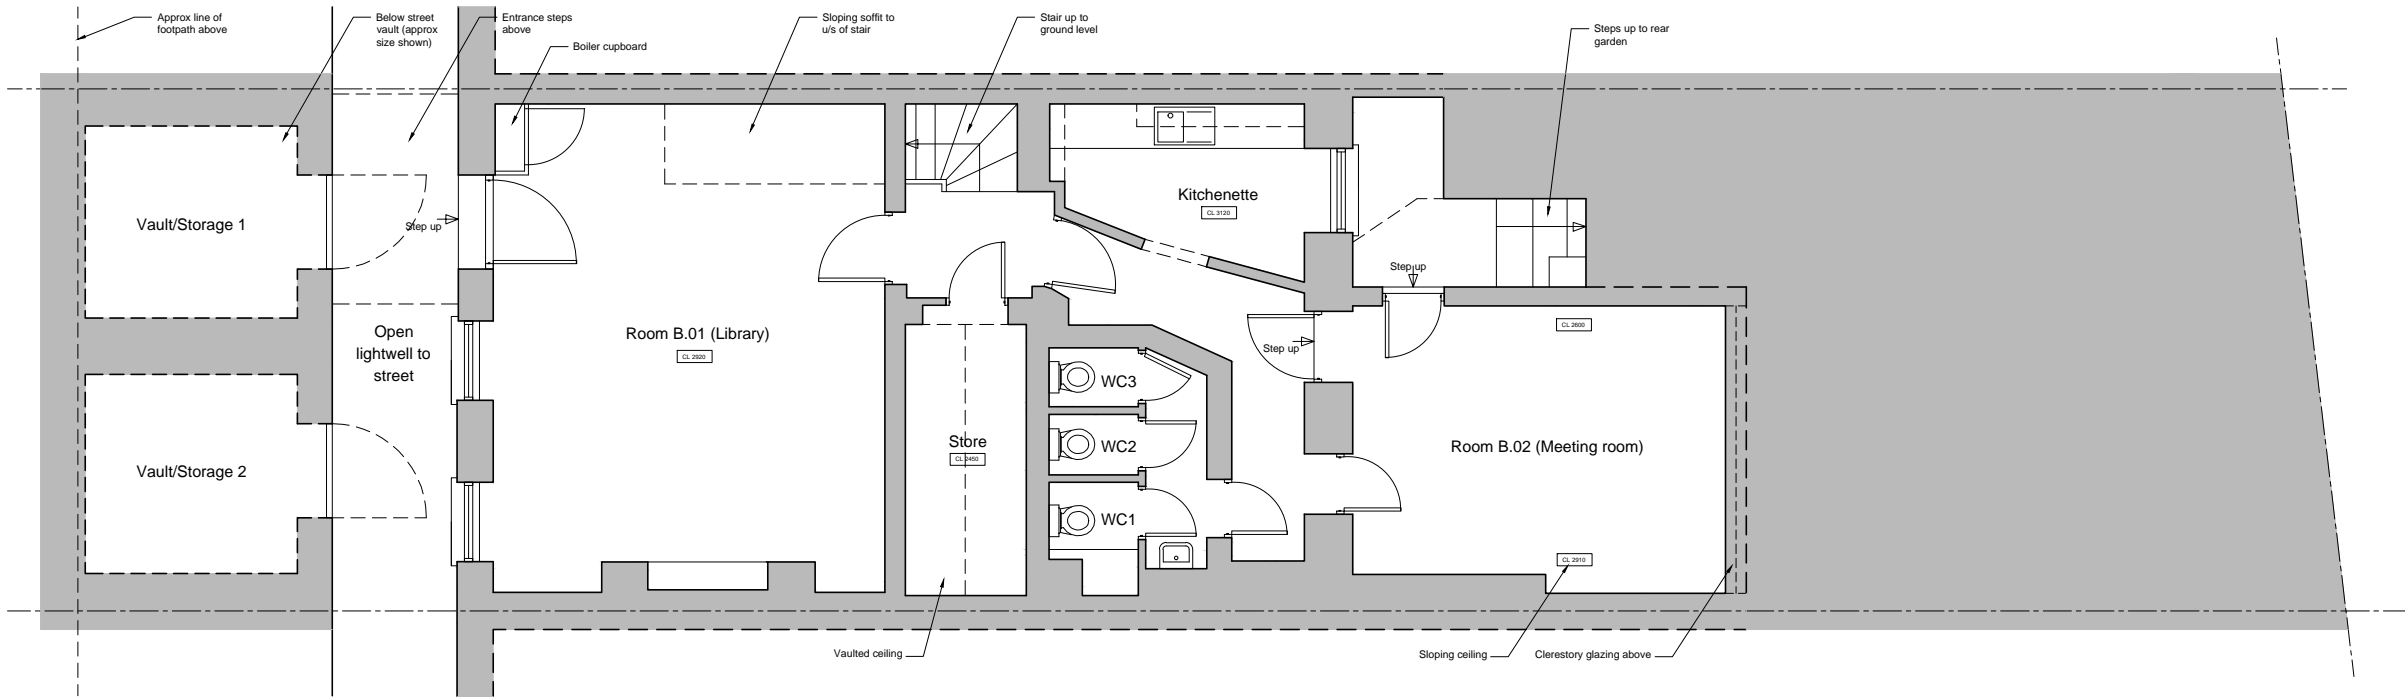 Approx line of
footpath above
Below street
vault (approx
size shown)
Entrance steps
above
Boiler cupboard
Sloping soffit to
u/s of stair
Stair up to
ground level
Steps up to rear
garden
Vault/Storage 1
Step up
Kitchenette
CL 3120
Step up
Open
lightwell to
street
Room B.01 (Library)
CL 2920
CL 2600
Step up
WC3
Store
CL 2450
WC2
Room B.02 (Meeting room)
Vault/Storage 2
WC1
CL 2910
Vaulted ceiling
Sloping ceiling
Clerestory glazing above